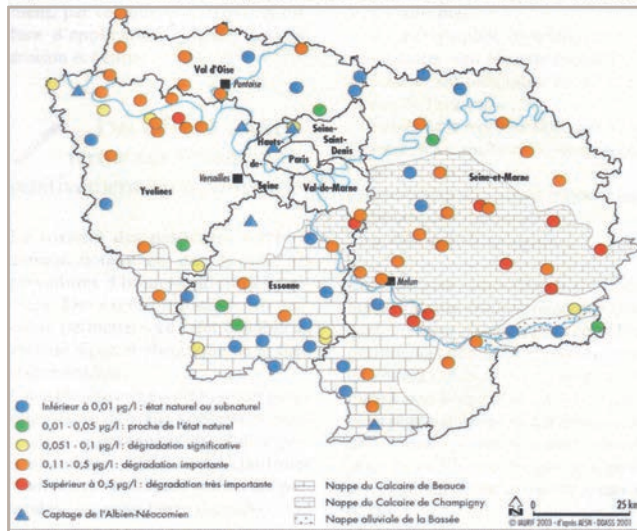 Val d'Oise
Pontoise
Hauts-
de-
Seine
Seine-
Saint-
Denis
Paris
Versailles
Val-de-Marne
Yvelines
Seine-et-Marne
Essonne
Melun
Inférieur à 0,01 µg/l : état naturel ou subnaturel
0,01 - 0,05 µg/l : proche de l'état naturel
0,051 - 0,1 µg/l : dégradation significative
0,11 - 0,5 µg/l : dégradation importante
Supérieur à 0,5 µg/l : dégradation très importante
Captage de l'Albien-Néocomien
Nappe du Calcaire de Beauce
Nappe du Calcaire de Champigny
Nappe alluviale de la Bassée
N
0 25 km